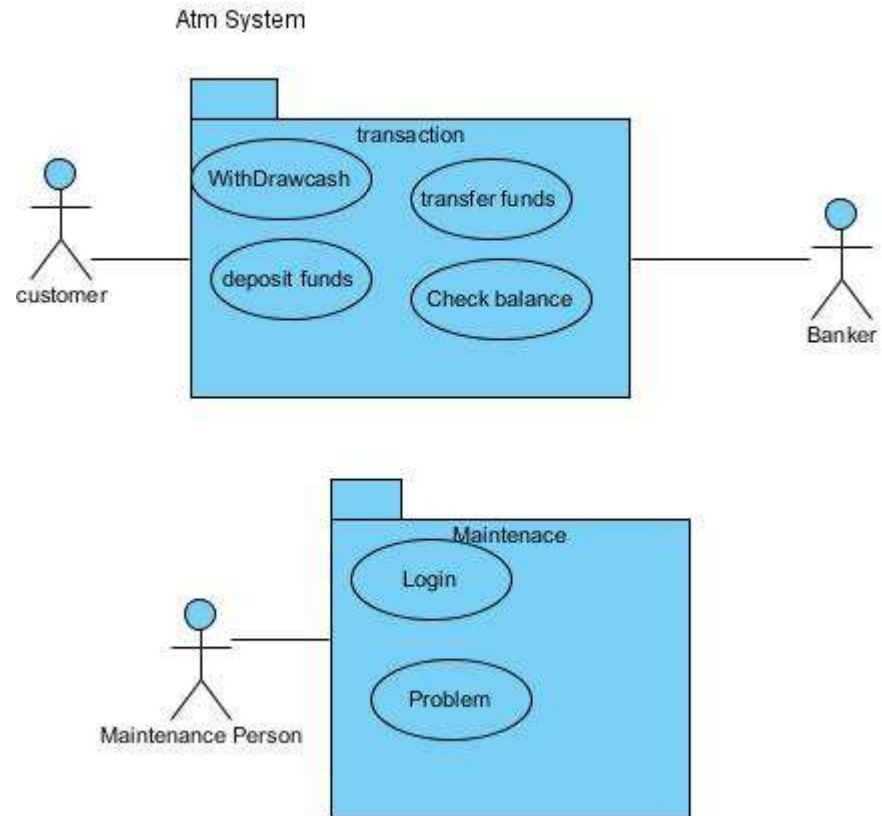 Atm System
transaction
WithDrawcash
transfer funds
deposit funds
Check balance
customer
Banker
Maintenace
Login
Problem
Maintenance Person